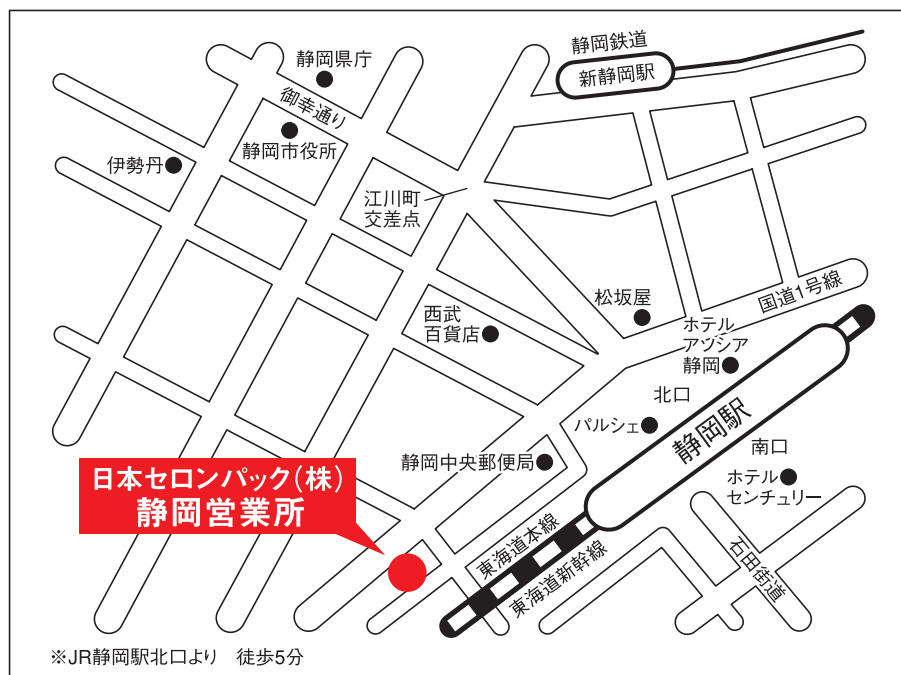 静岡鉄道
新静岡駅
静岡県庁
御幸通り
静岡市役所
伊勢丹
江川町
交差点
国道1号線
松坂屋
西武
百貨店
ホテル
アソシア
静岡
北口
パルシェ
静岡駅
南口
静岡中央郵便局
ホテル
センチュリー
日本セロンパック(株)
静岡営業所
東海道本線
東海道新幹線
石田街道
※JR静岡駅北口より 徒歩5分